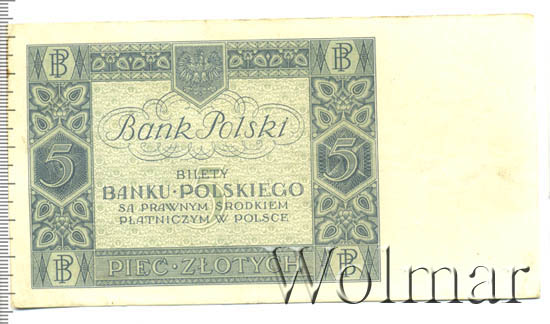 BP BP
Bank Polski
5 5
BILETY
BANKU·POLSKIEGO
SĄ PRAWNYM ŚRODKIEM
PŁATNICZYM W POLSCE
BP PIĘĆ·ZŁOTYCH BP
Wolmar